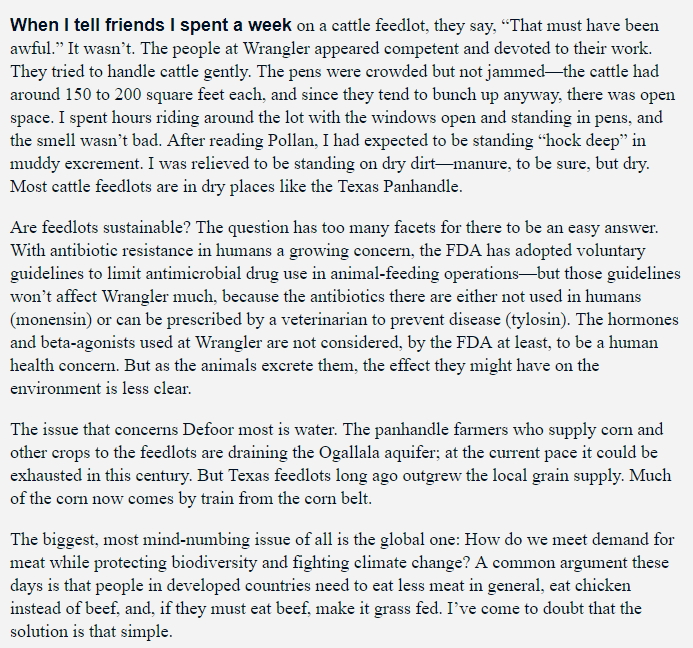 When I tell friends I spent a week on a cattle feedlot, they say, “That must have been
awful.” It wasn’t. The people at Wrangler appeared competent and devoted to their work.
They tried to handle cattle gently. The pens were crowded but not jammed—the cattle had
around 150 to 200 square feet each, and since they tend to bunch up anyway, there was open
space. I spent hours riding around the lot with the windows open and standing in pens, and
the smell wasn’t bad. After reading Pollan, I had expected to be standing “hock deep” in
muddy excrement. I was relieved to be standing on dry dirt—manure, to be sure, but dry.
Most cattle feedlots are in dry places like the Texas Panhandle.
Are feedlots sustainable? The question has too many facets for there to be an easy answer.
With antibiotic resistance in humans a growing concern, the FDA has adopted voluntary
guidelines to limit antimicrobial drug use in animal-feeding operations—but those guidelines
won’t affect Wrangler much, because the antibiotics there are either not used in humans
(monensin) or can be prescribed by a veterinarian to prevent disease (tylosin). The hormones
and beta-agonists used at Wrangler are not considered, by the FDA at least, to be a human
health concern. But as the animals excrete them, the effect they might have on the
environment is less clear.
The issue that concerns Defoor most is water. The panhandle farmers who supply corn and
other crops to the feedlots are draining the Ogallala aquifer; at the current pace it could be
exhausted in this century. But Texas feedlots long ago outgrew the local grain supply. Much
of the corn now comes by train from the corn belt.
The biggest, most mind-numbing issue of all is the global one: How do we meet demand for
meat while protecting biodiversity and fighting climate change? A common argument these
days is that people in developed countries need to eat less meat in general, eat chicken
instead of beef, and, if they must eat beef, make it grass fed. I’ve come to doubt that the
solution is that simple.